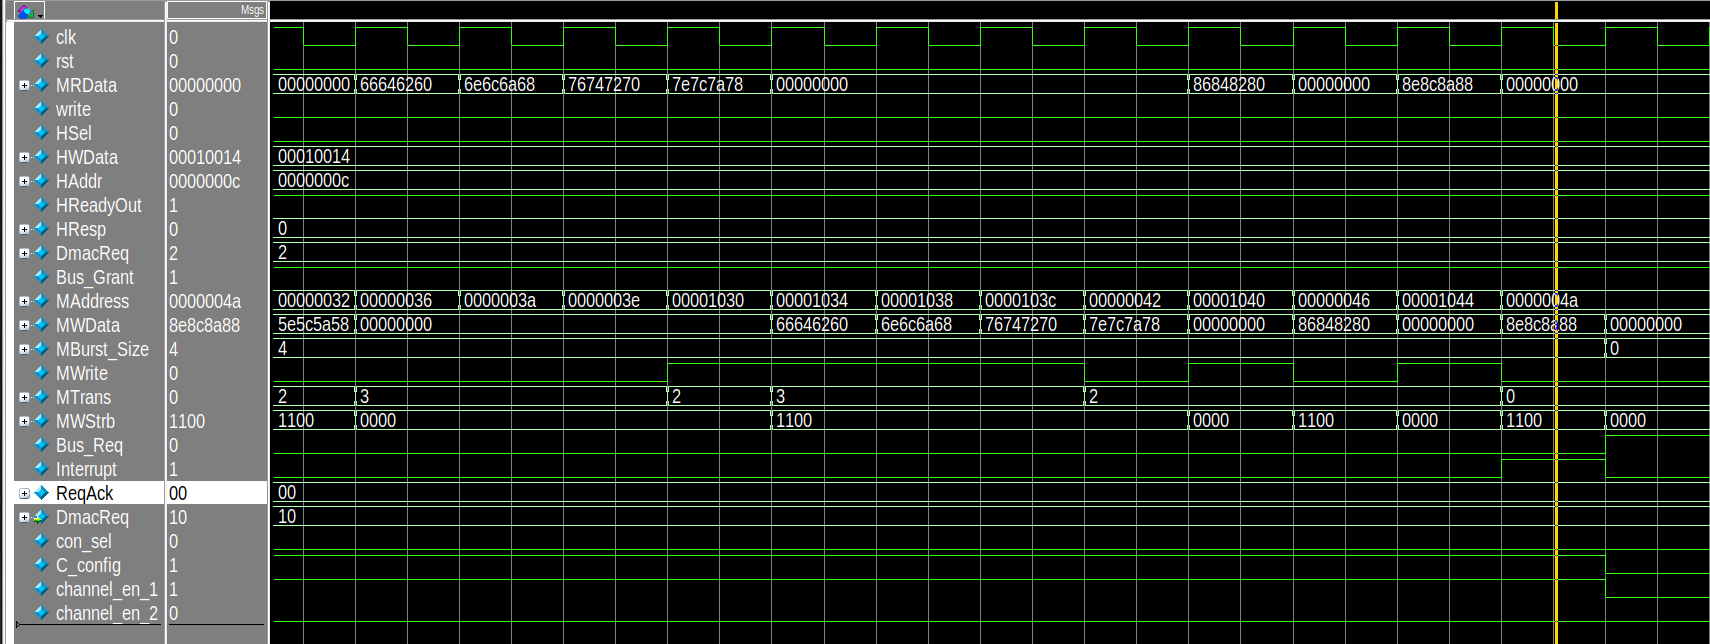 Msgs
clk 0
rst 0
MRData 00000000 00000000 66646260 6e6c6a68 76747270 7e7c7a78 00000000 86848280 00000000 8e8c8a88 00000000
write 0
HSel 0
HWData 00010014 00010014
HAddr 0000000c 0000000c
HReadyOut 1
HResp 0 0
DmacReq 2 2
Bus_Grant 1
MAddress 0000004a 00000032 00000036 0000003a 0000003e 00001030 00001034 00001038 0000103c 00000042 00001040 00000046 00001044 0000004a
MWData 8e8c8a88 5e5c5a58 00000000 66646260 6e6c6a68 76747270 7e7c7a78 00000000 86848280 00000000 8e8c8a88 00000000
MBurst_Size 4 4 0
MWrite 0
MTrans 0 2 3 2 3 2 0
MWStrb 1100 1100 0000 1100 0000 1100 0000 1100 0000
Bus_Req 0
Interrupt 1
ReqAck 00 00
DmacReq 10 10
con_sel 0
C_config 1
channel_en_1 1
channel_en_2 0